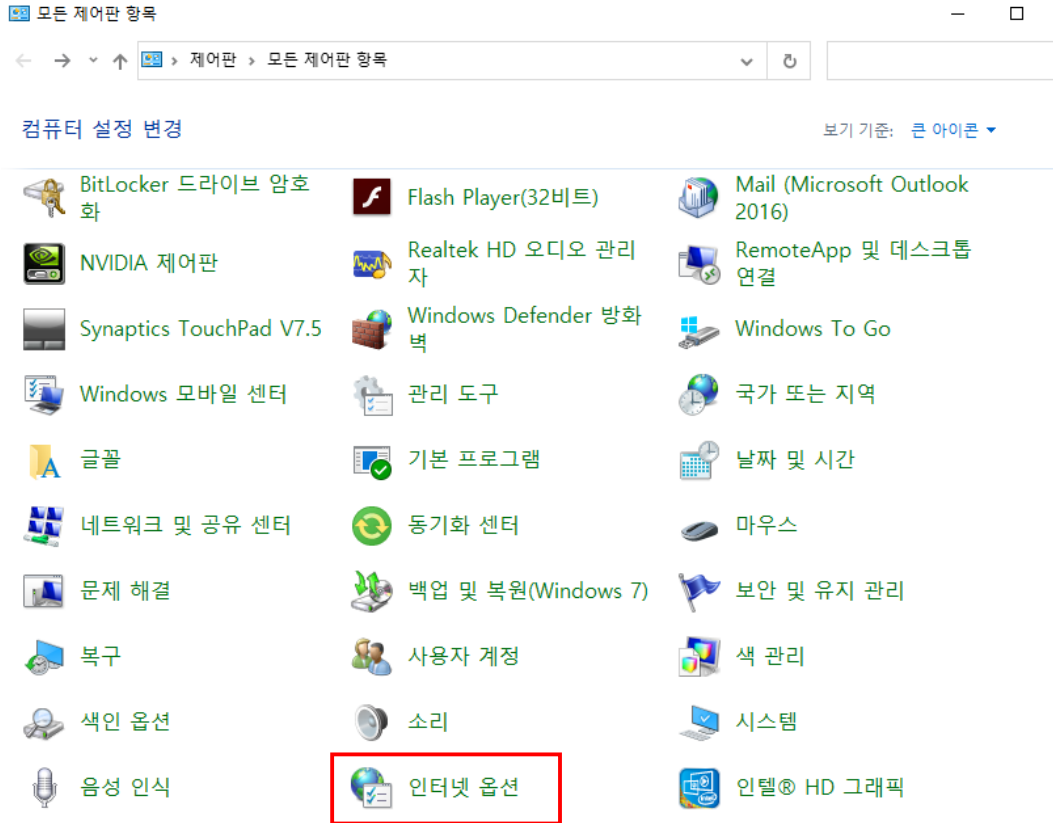 모든 제어판 항목
제어판 › 모든 제어판 항목
컴퓨터 설정 변경
보기 기준: 큰 아이콘
BitLocker 드라이브 암호
화
Flash Player(32비트)
Mail (Microsoft Outlook
2016)
NVIDIA 제어판
Realtek HD 오디오 관리
자
RemoteApp 및 데스크톱
연결
Synaptics TouchPad V7.5
Windows Defender 방화
벽
Windows To Go
Windows 모바일 센터
관리 도구
국가 또는 지역
글꼴
기본 프로그램
날짜 및 시간
네트워크 및 공유 센터
동기화 센터
마우스
문제 해결
백업 및 복원(Windows 7)
보안 및 유지 관리
복구
사용자 계정
색 관리
색인 옵션
소리
시스템
음성 인식
인터넷 옵션
인텔® HD 그래픽